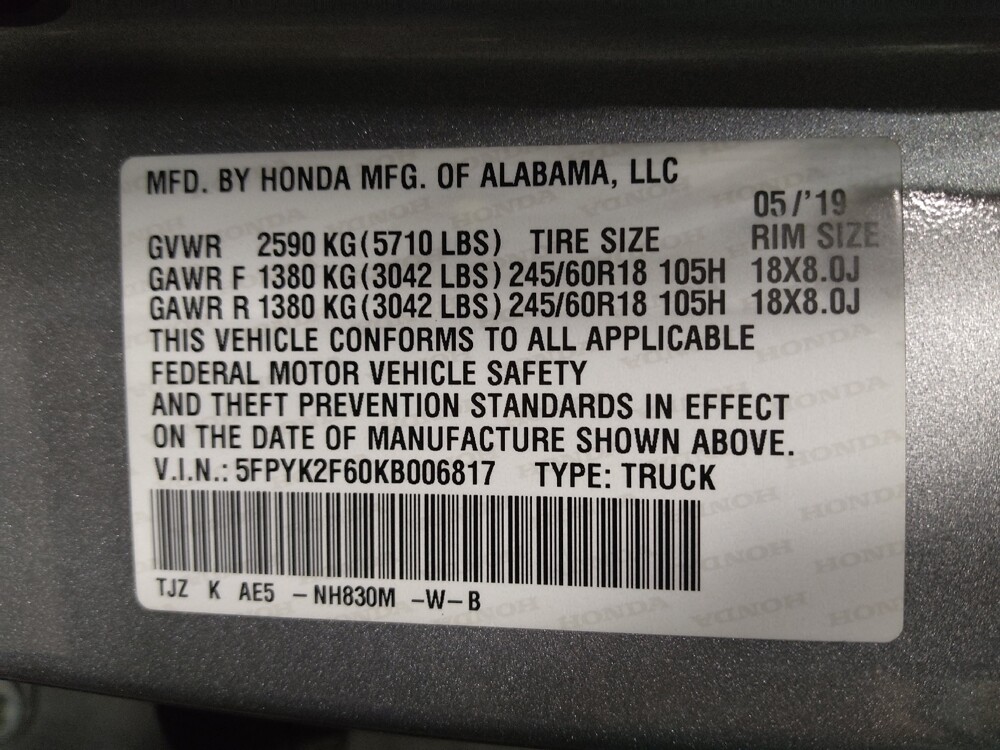 MFD. BY HONDA MFG. OF ALABAMA, LLC
05/'19
GVWR 2590 KG (5710 LBS) TIRE SIZE RIM SIZE
GAWR F 1380 KG (3042 LBS) 245/60R18 105H 18X8.0J
GAWR R 1380 KG (3042 LBS) 245/60R18 105H 18X8.0J
THIS VEHICLE CONFORMS TO ALL APPLICABLE
FEDERAL MOTOR VEHICLE SAFETY
AND THEFT PREVENTION STANDARDS IN EFFECT
ON THE DATE OF MANUFACTURE SHOWN ABOVE.
V.I.N.: 5FPYK2F60KB006817 TYPE: TRUCK
TJZ K AE5 -NH830M -W-B